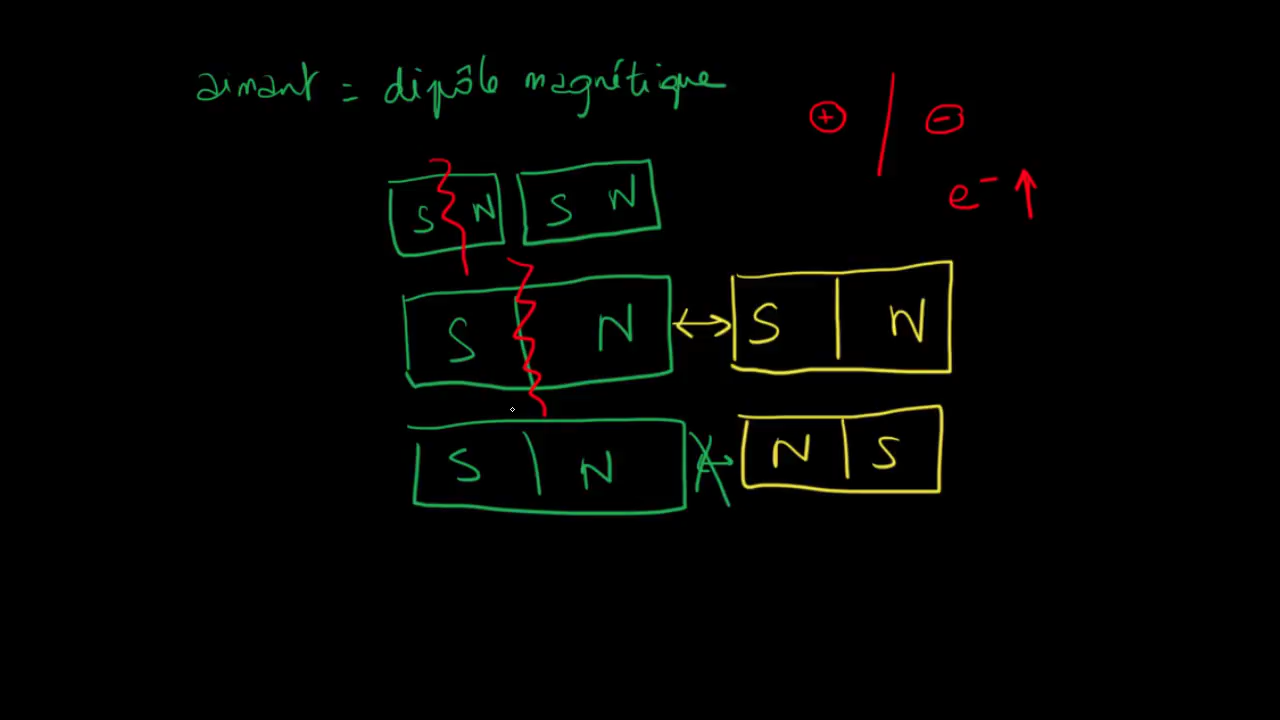 aimant = dipôle magnétique
+ -
e⁻ ↑
S N S N
S N ↔ S N
S N ↔ N S